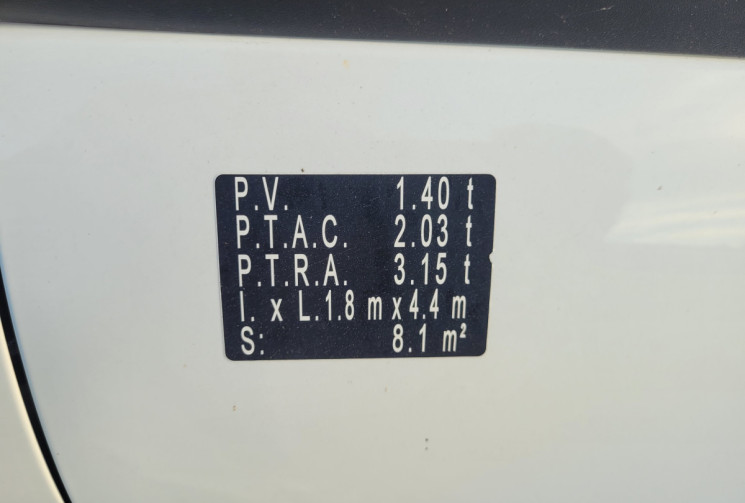 P.V. 1.40 t
P.T.A.C. 2.03 t
P.T.R.A. 3.15 t
l. x L.1.8 m x 4.4 m
S: 8.1 m²